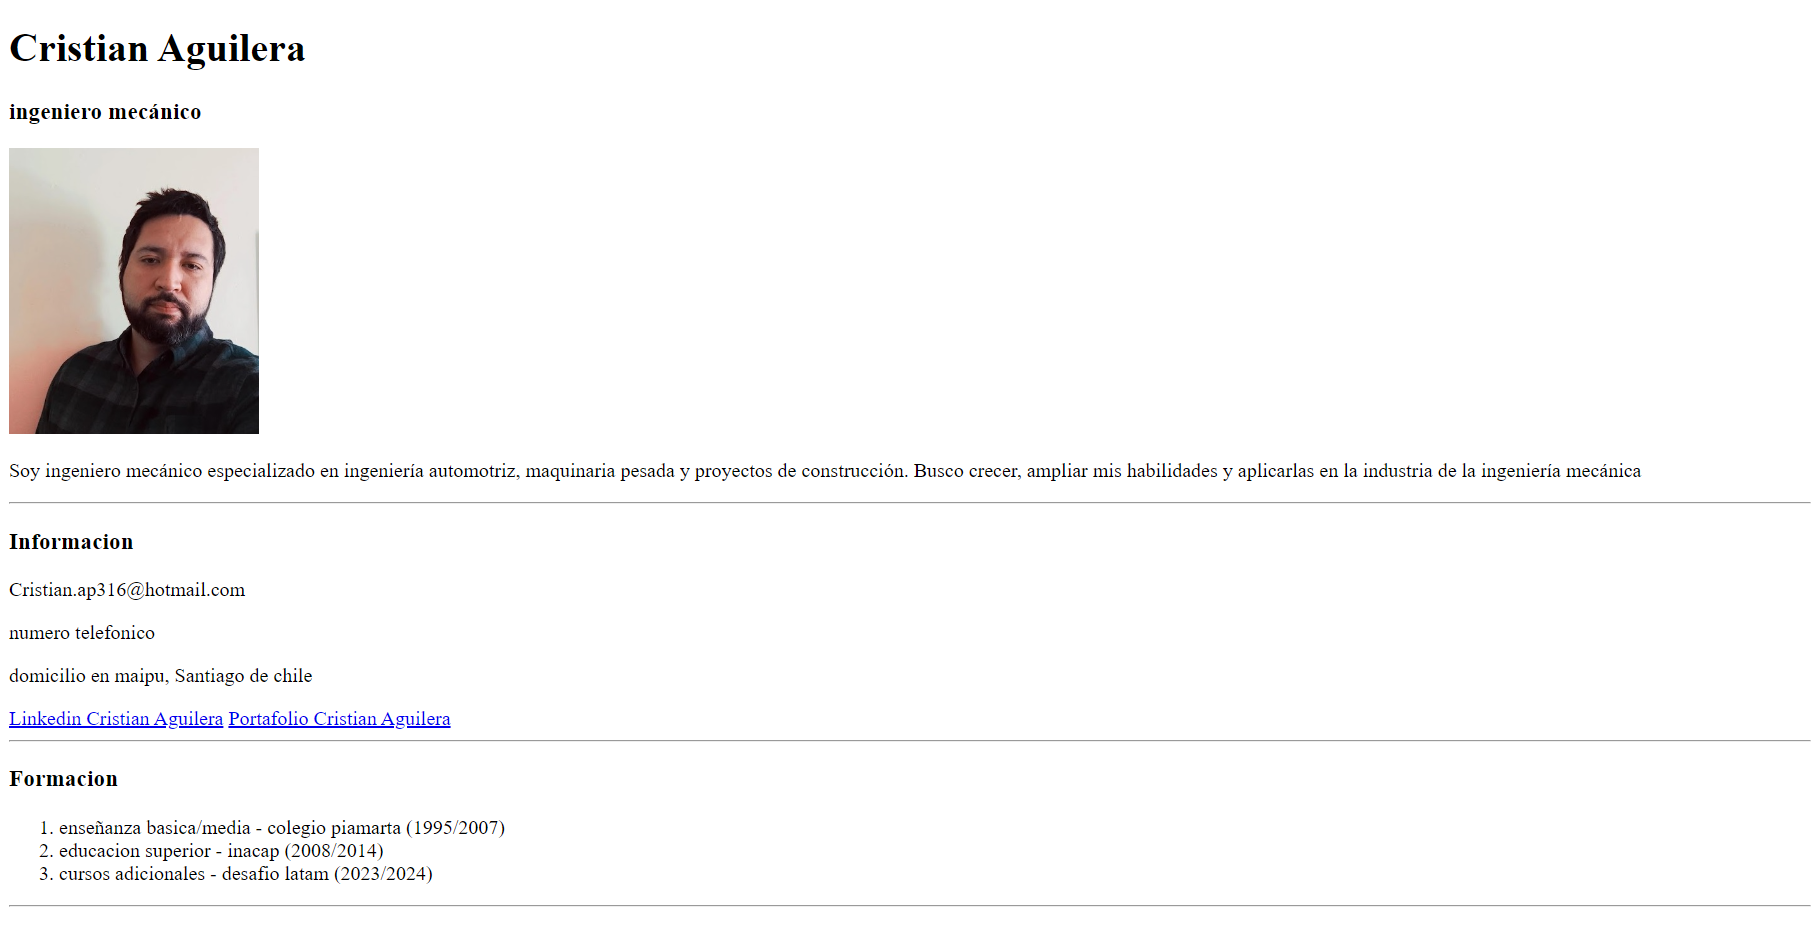 Cristian Aguilera
ingeniero mecánico
Soy ingeniero mecánico especializado en ingeniería automotriz, maquinaria pesada y proyectos de construcción. Busco crecer, ampliar mis habilidades y aplicarlas en la industria de la ingeniería mecánica
Informacion
Cristian.ap316@hotmail.com
numero telefonico
domicilio en maipu, Santiago de chile
Linkedin Cristian Aguilera Portafolio Cristian Aguilera
Formacion
1. enseñanza basica/media - colegio piamarta (1995/2007)
2. educacion superior - inacap (2008/2014)
3. cursos adicionales - desafio latam (2023/2024)